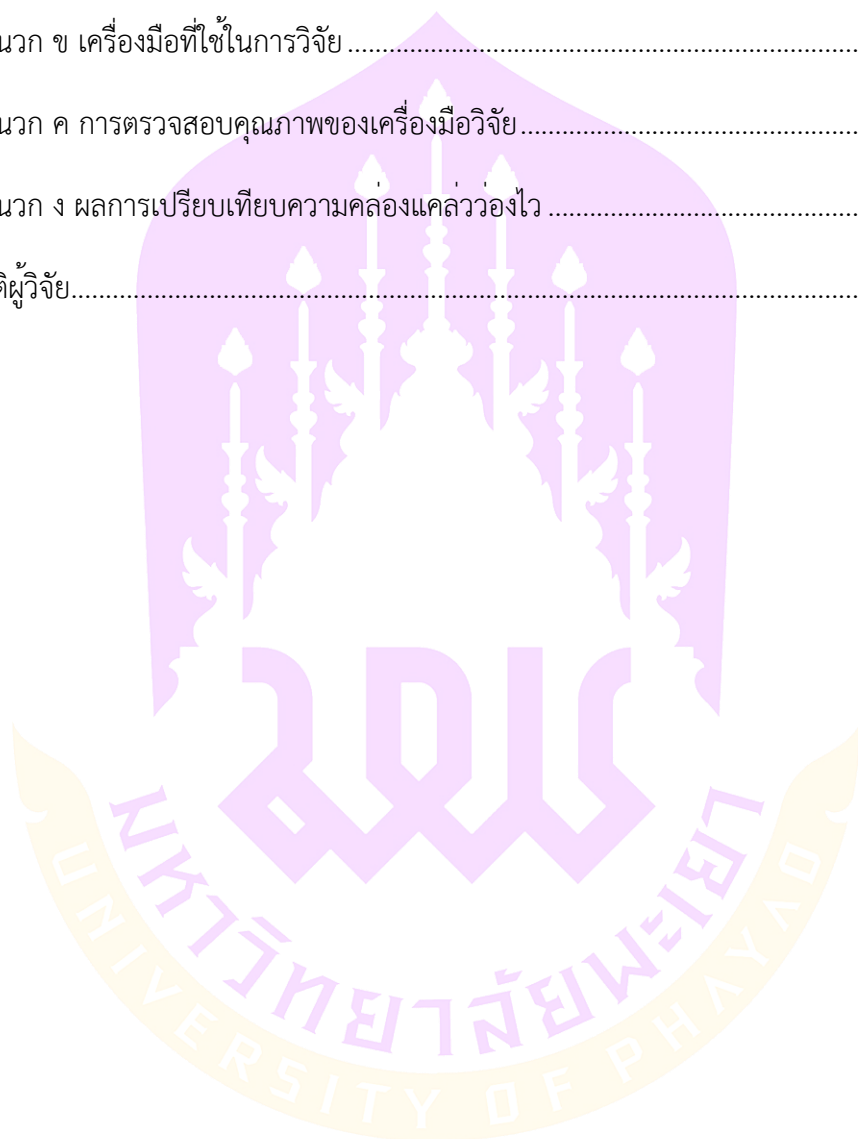 นวก ข เครื่องมือที่ใช้ในการวิจัย
นวก ค การตรวจสอบคุณภาพของเครื่องมือวิจัย
นวก ง ผลการเปรียบเทียบความคล่องแคล่วว่องไว
ติผู้วิจัย
มหาวิทยาลัยพะเยา
UNIVERSITY OF PHAYAO